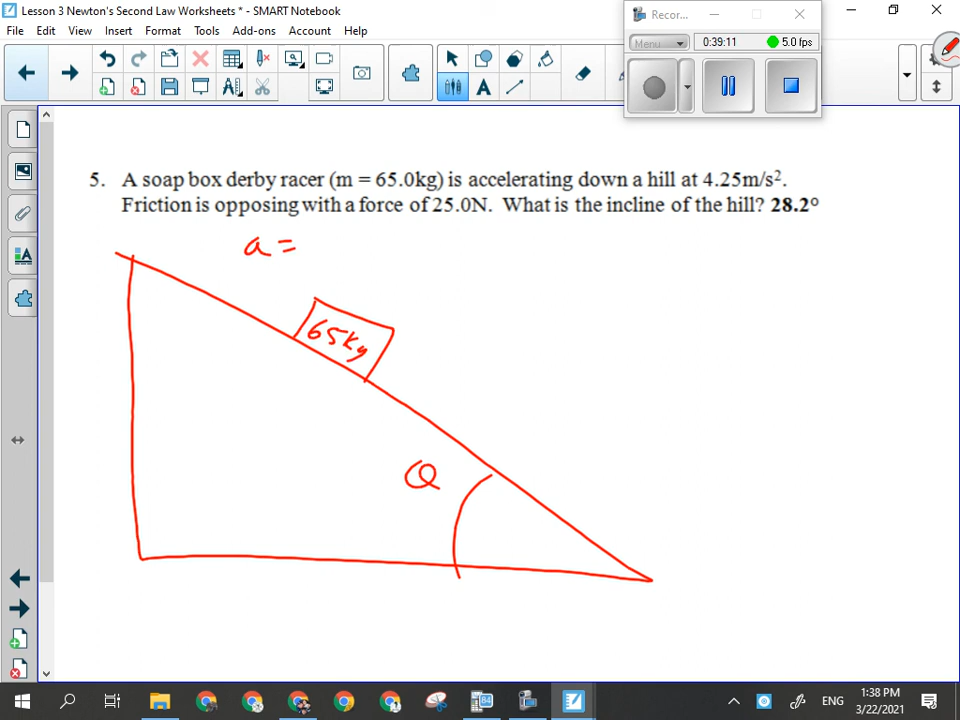 Lesson 3 Newton's Second Law Worksheets * - SMART Notebook
Recor...
File Edit View Insert Format Tools Add-ons Account Help
Menu 0:39:11 5.0 fps
A
A
5. A soap box derby racer (m = 65.0kg) is accelerating down a hill at 4.25m/s².
Friction is opposing with a force of 25.0N. What is the incline of the hill? 28.2°
a =
65kg
θ
ENG
1:38 PM
3/22/2021